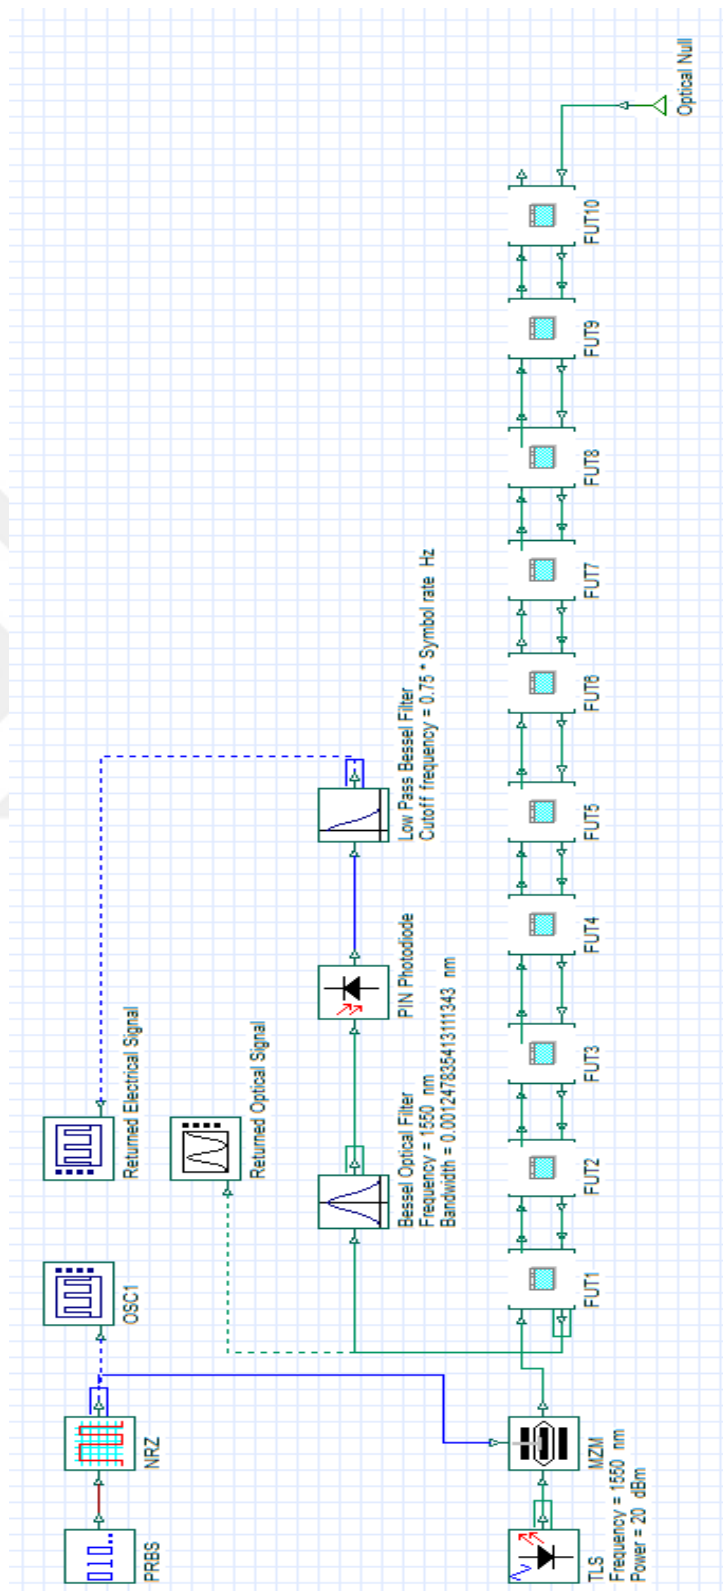 PRBS
NRZ
OSC1
Returned Electrical Signal
Returned Optical Signal
Bessel Optical Filter
Frequency = 1550 nm
Bandwidth = 0.001247835413111343 nm
PIN Photodiode
Low Pass Bessel Filter
Cutoff frequency = 0.75 * Symbol rate Hz
TLS
Frequency = 1550 nm
Power = 20 dBm
MZM
FUT1
FUT2
FUT3
FUT4
FUT5
FUT6
FUT7
FUT8
FUT9
FUT10
Optical Null